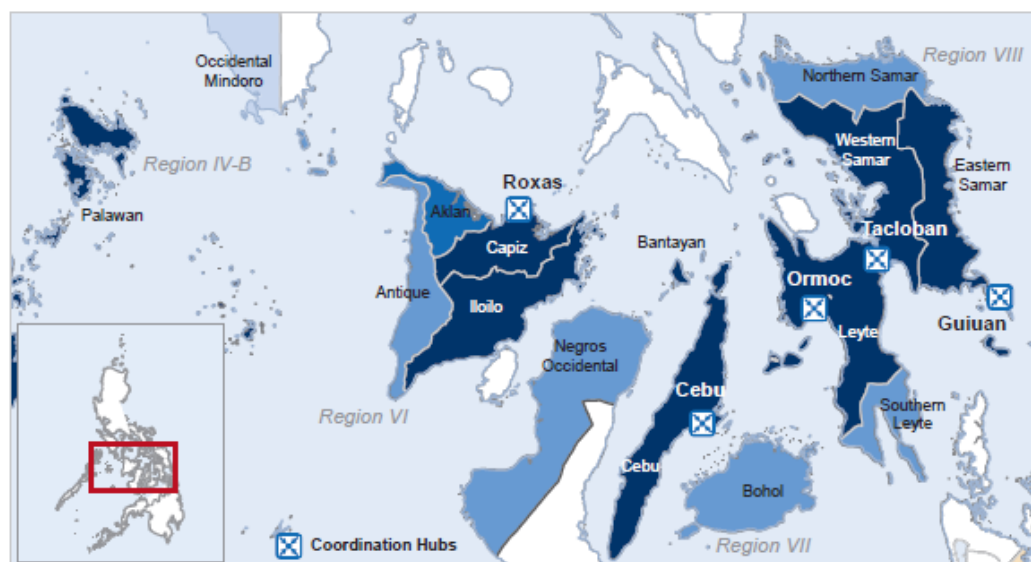 Occidental
Mindoro
Region VIII
Northern Samar
Western
Samar
Eastern
Samar
Region IV-B
Palawan
Roxas
Aklan
Capiz
Bantayan
Tacloban
Antique
Iloilo
Ormoc
Guiuan
Leyte
Negros
Occidental
Cebu
Southern
Leyte
Region VI
Cebu
Bohol
Region VII
Coordination Hubs